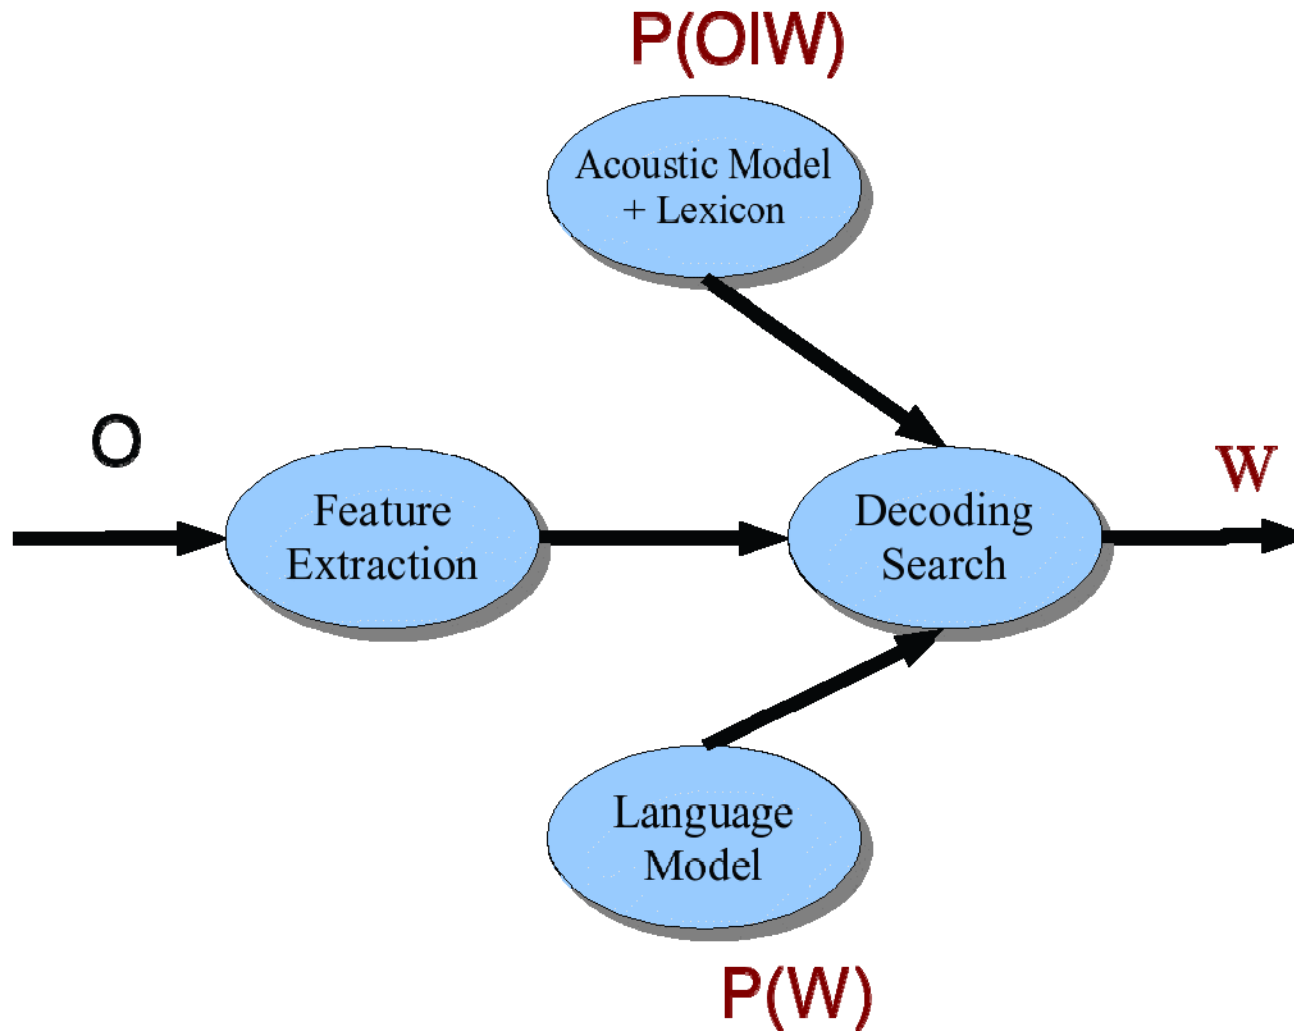 P(O|W)
Acoustic Model
+ Lexicon
O
W
Feature
Extraction
Decoding
Search
Language
Model
P(W)